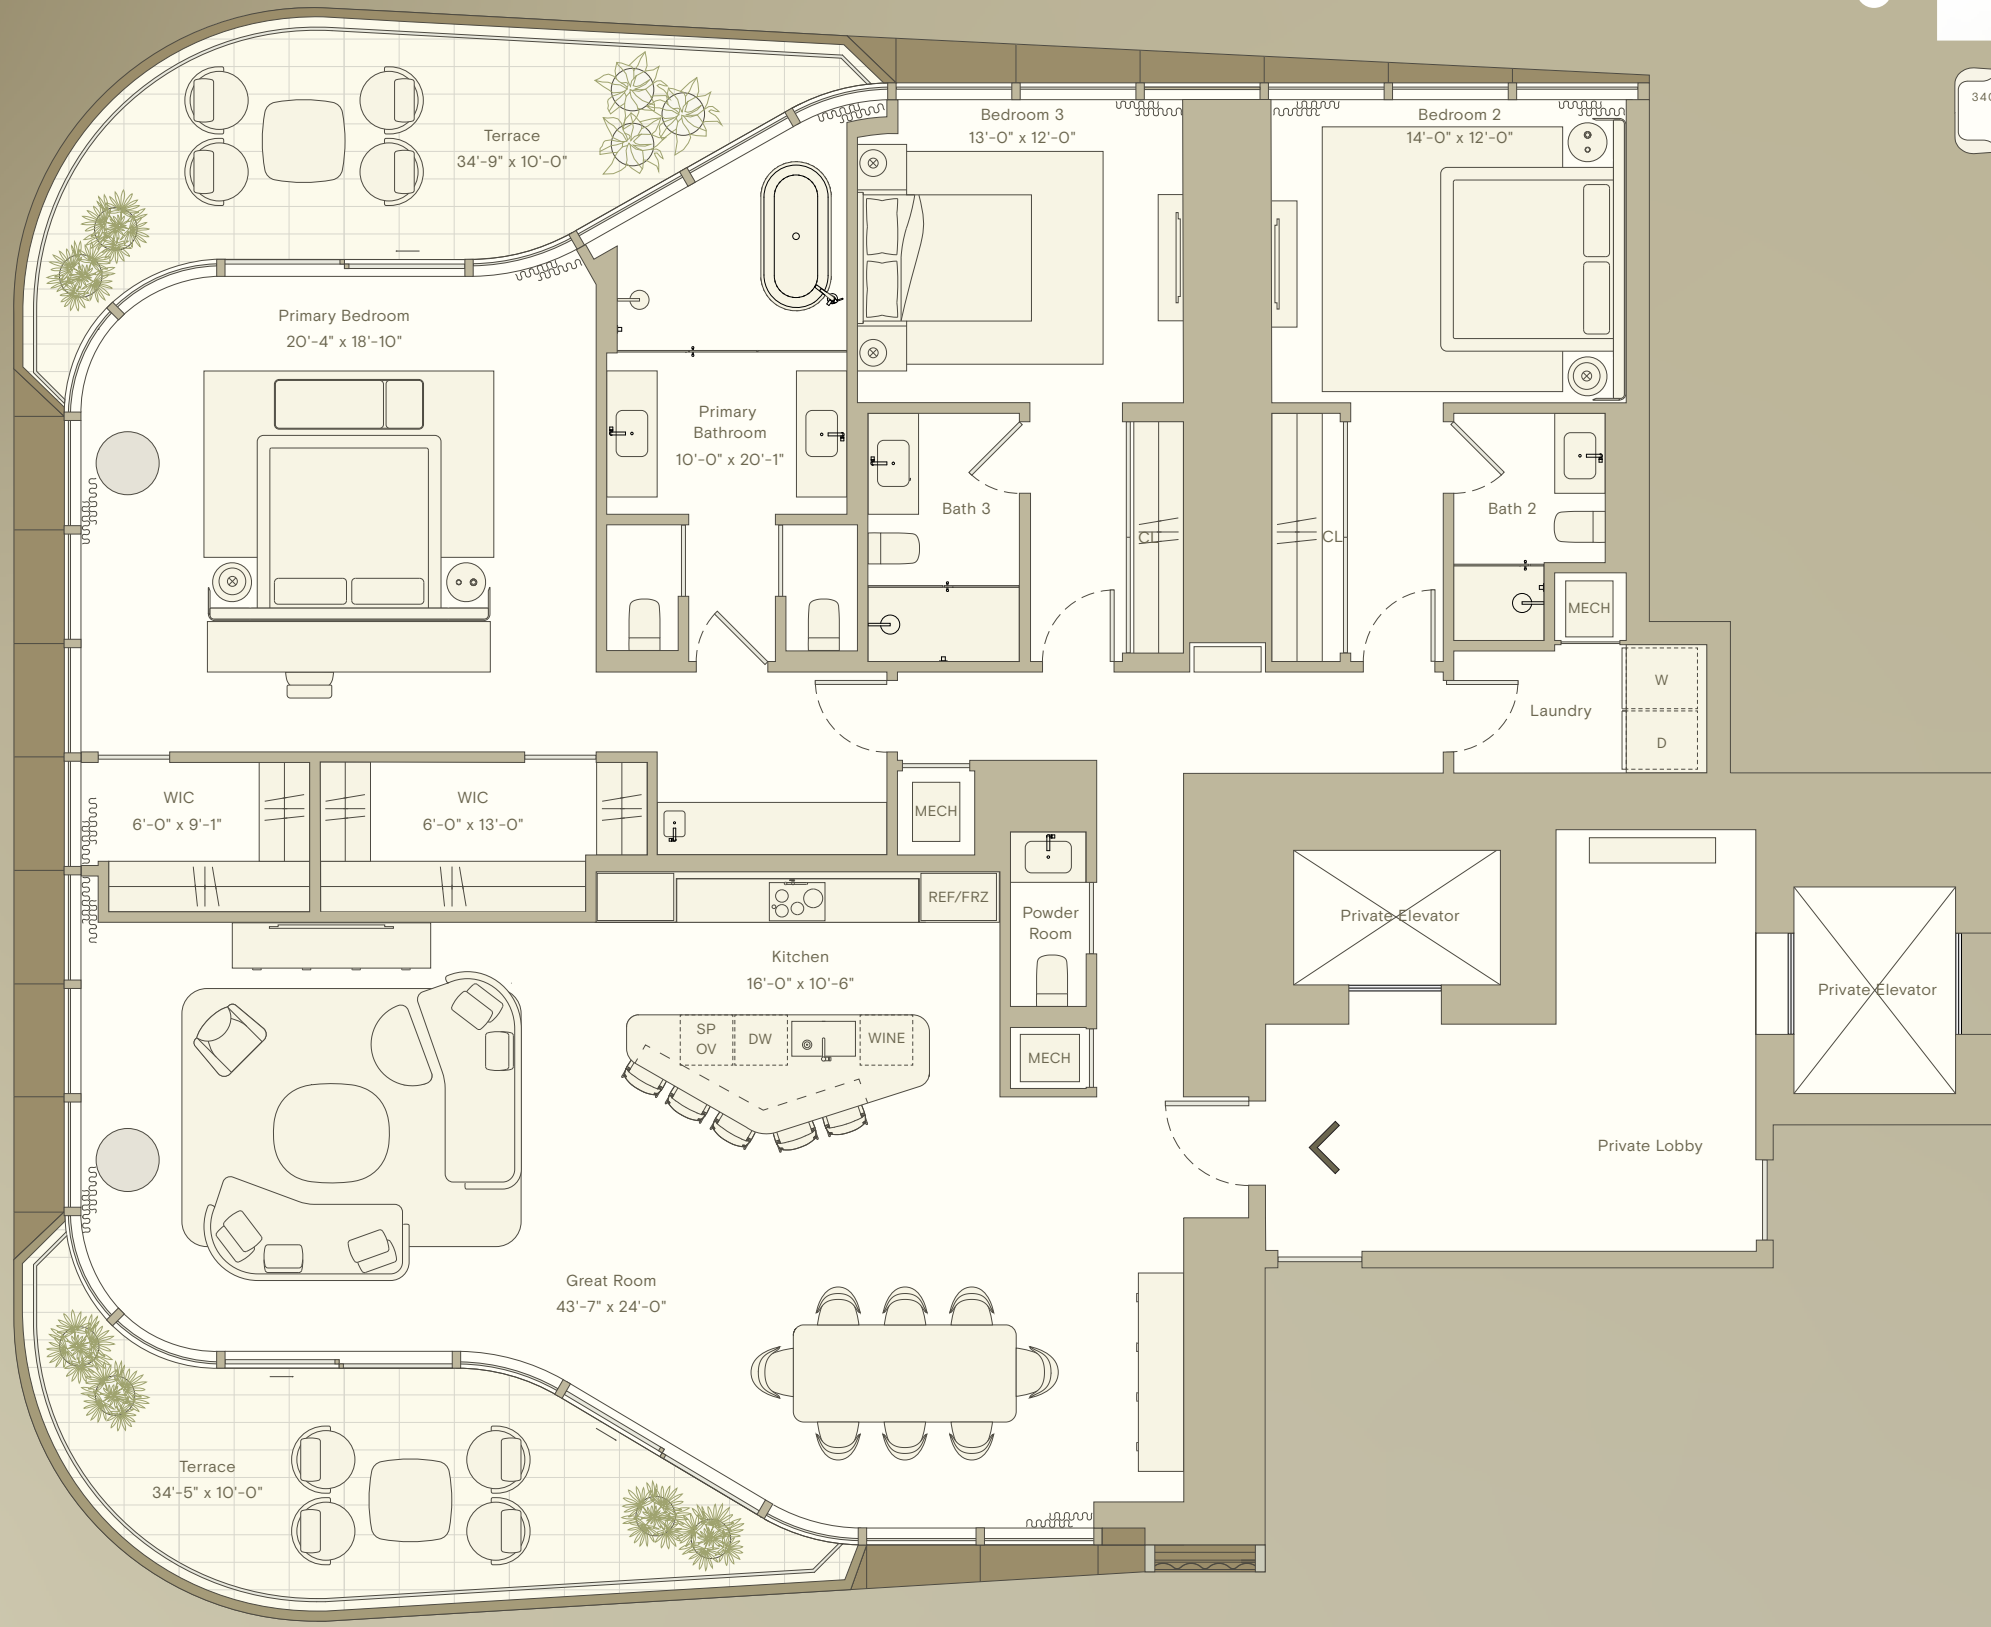 340
Terrace
34'-9" x 10'-0"
Bedroom 3
13'-0" x 12'-0"
Bedroom 2
14'-0" x 12'-0"
Primary Bedroom
20'-4" x 18'-10"
Primary
Bathroom
10'-0" x 20'-1"
Bath 3
CL
CL
Bath 2
MECH
W
Laundry
D
WIC
6'-0" x 9'-1"
WIC
6'-0" x 13'-0"
MECH
REF/FRZ
Powder
Room
Private Elevator
Kitchen
16'-0" x 10'-6"
Private Elevator
SP
OV
DW
WINE
MECH
Private Lobby
Great Room
43'-7" x 24'-0"
Terrace
34'-5" x 10'-0"